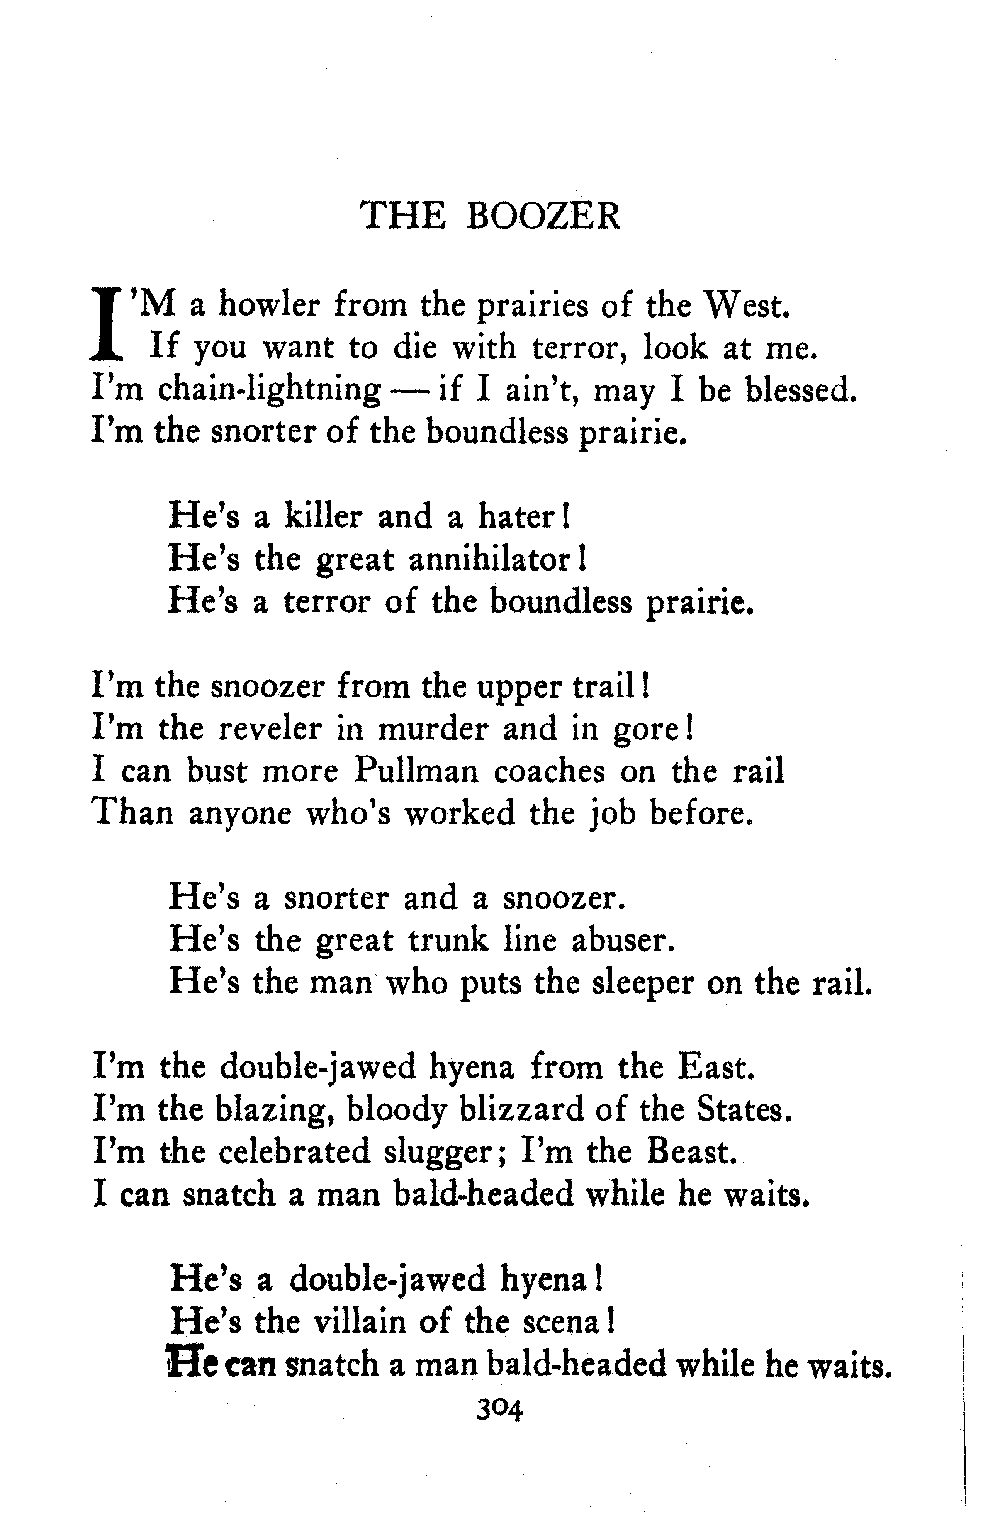 THE BOOZER
I'M a howler from the prairies of the West.
If you want to die with terror, look at me.
I'm chain-lightning — if I ain't, may I be blessed.
I'm the snorter of the boundless prairie.
He's a killer and a hater!
He's the great annihilator!
He's a terror of the boundless prairie.
I'm the snoozer from the upper trail!
I'm the reveler in murder and in gore!
I can bust more Pullman coaches on the rail
Than anyone who's worked the job before.
He's a snorter and a snoozer.
He's the great trunk line abuser.
He's the man who puts the sleeper on the rail.
I'm the double-jawed hyena from the East.
I'm the blazing, bloody blizzard of the States.
I'm the celebrated slugger; I'm the Beast.
I can snatch a man bald-headed while he waits.
He's a double-jawed hyena!
He's the villain of the scena!
He can snatch a man bald-headed while he waits.
304